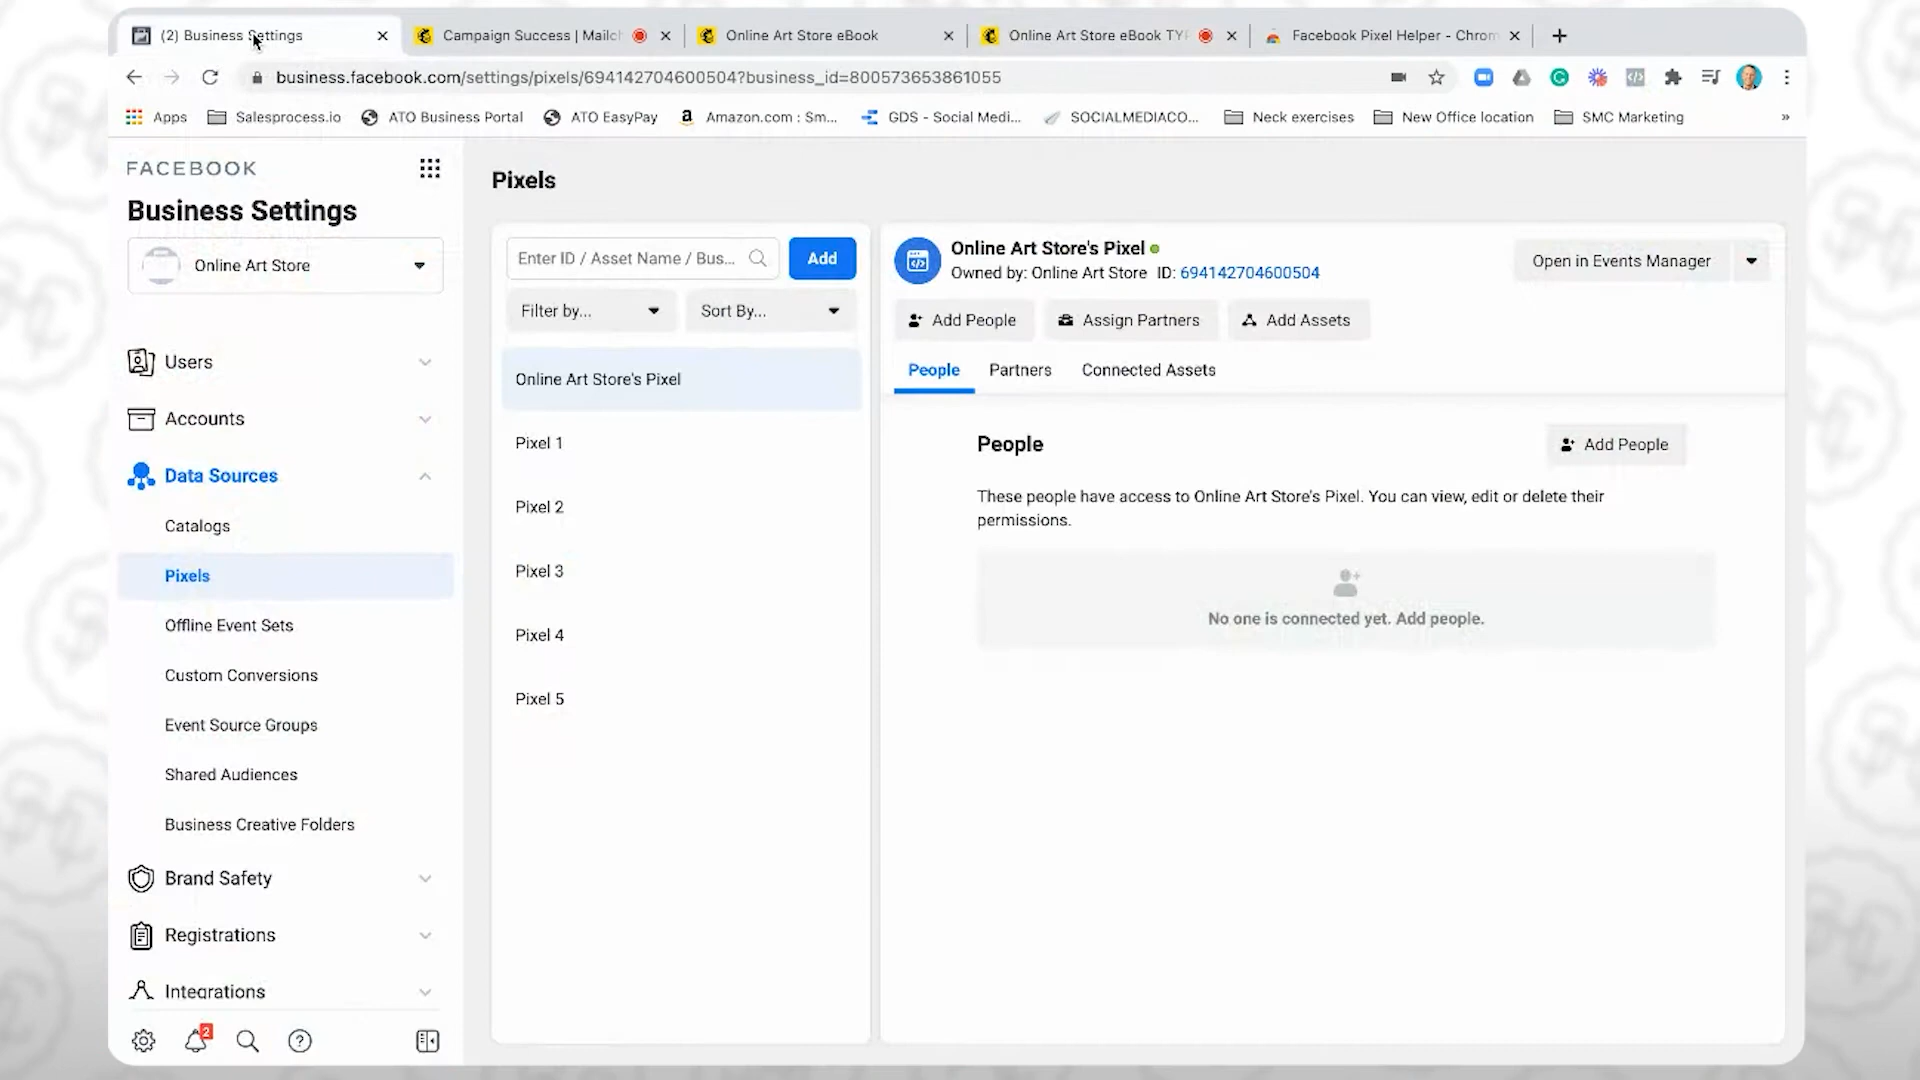 (2) Business Settings
Campaign Success | Mailch
Online Art Store eBook
Online Art Store eBook TYP
Facebook Pixel Helper - Chrom
business.facebook.com/settings/pixels/694142704600504?business_id=800573653861055
Apps
Salesprocess.io
ATO Business Portal
ATO EasyPay
Amazon.com : Sm...
GDS - Social Medi...
SOCIALMEDIACO...
Neck exercises
New Office location
SMC Marketing
»
FACEBOOK
Business Settings
Online Art Store
Users
Accounts
Data Sources
Catalogs
Pixels
Offline Event Sets
Custom Conversions
Event Source Groups
Shared Audiences
Business Creative Folders
Brand Safety
Registrations
Integrations
2
Pixels
Enter ID / Asset Name / Bus...
Add
Filter by...
Sort By...
Online Art Store's Pixel
Pixel 1
Pixel 2
Pixel 3
Pixel 4
Pixel 5
Online Art Store's Pixel
Owned by: Online Art Store ID: 694142704600504
Open in Events Manager
Add People
Assign Partners
Add Assets
People
Partners
Connected Assets
People
Add People
These people have access to Online Art Store's Pixel. You can view, edit or delete their
permissions.
No one is connected yet. Add people.